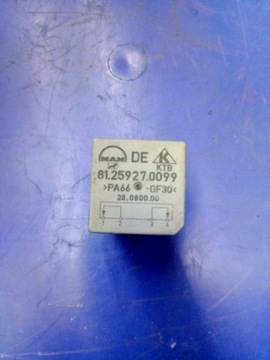 MAN DE K
KTB
81.25927.0099
>PA66 -GF30<
28.0800.00
1 2 3 4